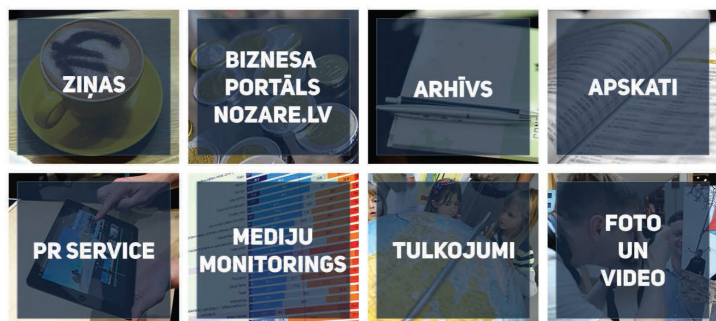 ZIŅAS
BIZNESA
PORTĀLS
NOZARE.LV
ARHĪVS
APSKATI
PR SERVICE
MEDIJU
MONITORINGS
TULKOJUMI
FOTO
UN
VIDEO